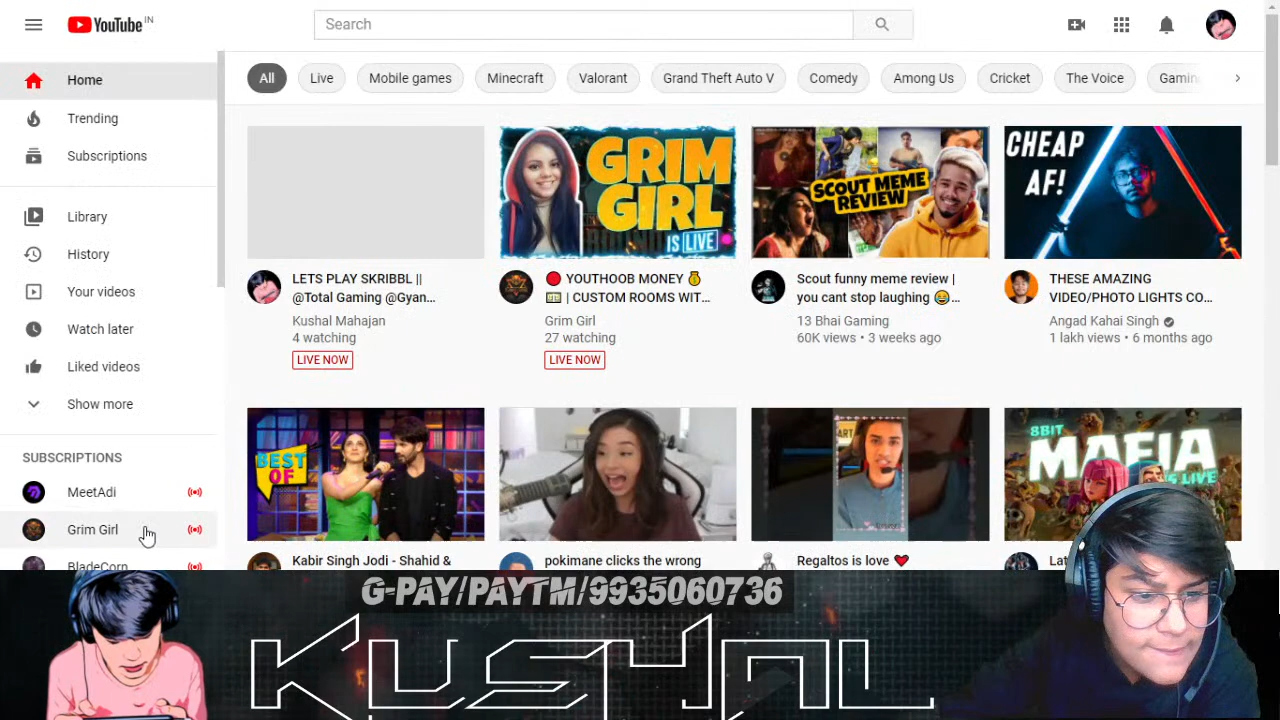 YouTube IN
Search
Home
Trending
Subscriptions
Library
History
Your videos
Watch later
Liked videos
Show more
SUBSCRIPTIONS
MeetAdi
Grim Girl
BladeCorn
All
Live
Mobile games
Minecraft
Valorant
Grand Theft Auto V
Comedy
Among Us
Cricket
The Voice
GRIM
GIRL
IS LIVE
SCOUT MEME
REVIEW
CHEAP
AF!
LETS PLAY SKRIBBL ||
@Total Gaming @Gyan...
Kushal Mahajan
4 watching
LIVE NOW
🔴 YOUTHOOB MONEY 💰
💵 | CUSTOM ROOMS WIT...
Grim Girl
27 watching
LIVE NOW
Scout funny meme review |
you cant stop laughing 😂...
13 Bhai Gaming
60K views • 3 weeks ago
THESE AMAZING
VIDEO/PHOTO LIGHTS CO...
Angad Kahai Singh
1 lakh views • 6 months ago
BEST
OF
ART
8BIT
MAFIA
IS LIVE
Kabir Singh Jodi - Shahid &
pokimane clicks the wrong
Regaltos is love ❤
G-PAY/PAYTM/9935060736
KUSHAL